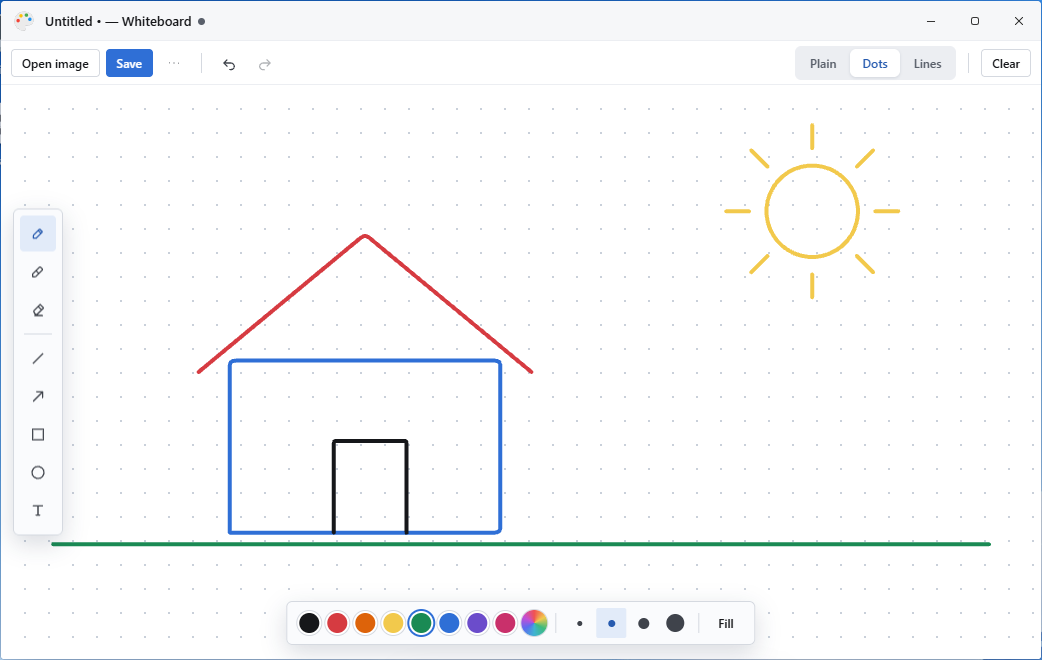 Untitled • — Whiteboard
Open image Save ··· Plain Dots Lines Clear
T
Fill